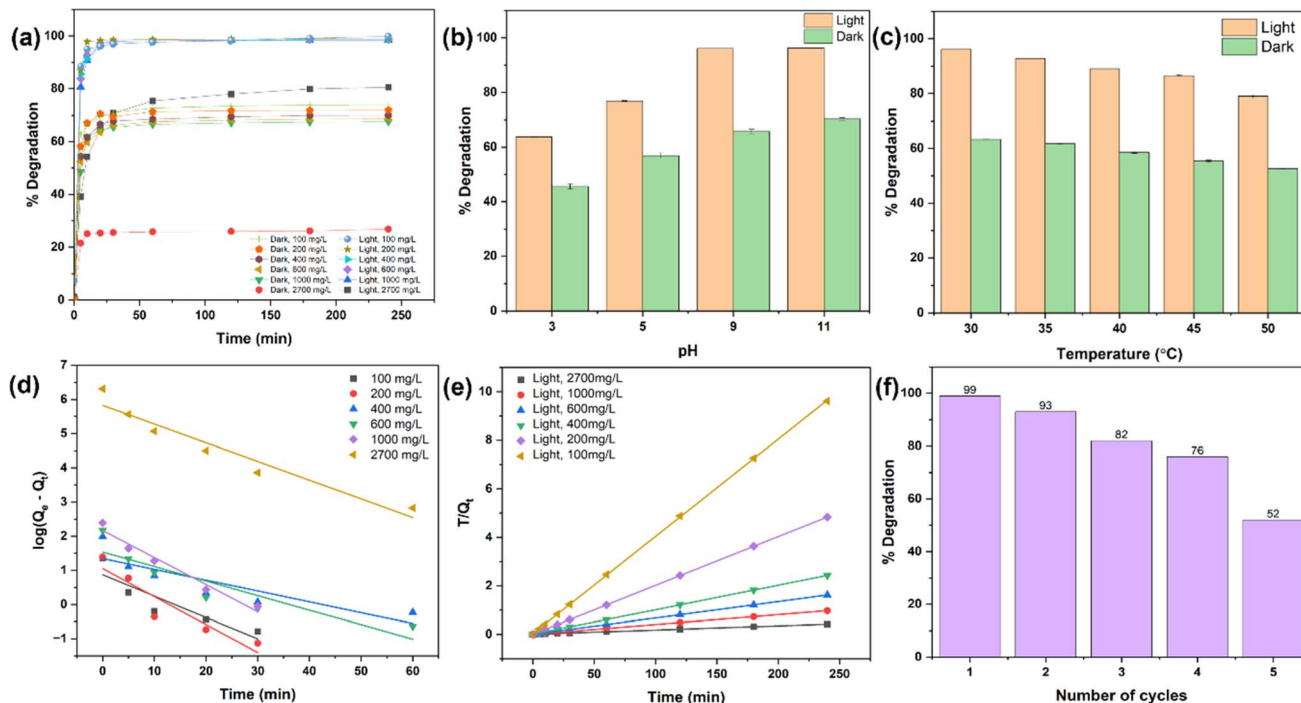 (a)
% Degradation
100
80
60
40
20
0
Dark, 100 mg/L
Dark, 200 mg/L
Dark, 400 mg/L
Dark, 600 mg/L
Dark, 1000 mg/L
Dark, 2700 mg/L
Light, 100 mg/L
Light, 200 mg/L
Light, 400 mg/L
Light, 600 mg/L
Light, 1000 mg/L
Light, 2700 mg/L
0 50 100 150 200 250
Time (min)
(b)
Light
Dark
% Degradation
100
80
60
40
20
0
3 5 9 11
pH
(c)
Light
Dark
% Degradation
100
80
60
40
20
0
30 35 40 45 50
Temperature (°C)
(d)
log(Qe - Qt)
7
6
5
4
3
2
1
0
−1
100 mg/L
200 mg/L
400 mg/L
600 mg/L
1000 mg/L
2700 mg/L
0 10 20 30 40 50 60
Time (min)
(e)
T/Qt
10
8
6
4
2
0
Light, 2700mg/L
Light, 1000mg/L
Light, 600mg/L
Light, 400mg/L
Light, 200mg/L
Light, 100mg/L
0 40 80 120 160 200 240
Time (min)
(f)
% Degradation
100
80
60
40
20
0
99
93
82
76
52
1 2 3 4 5
Number of cycles